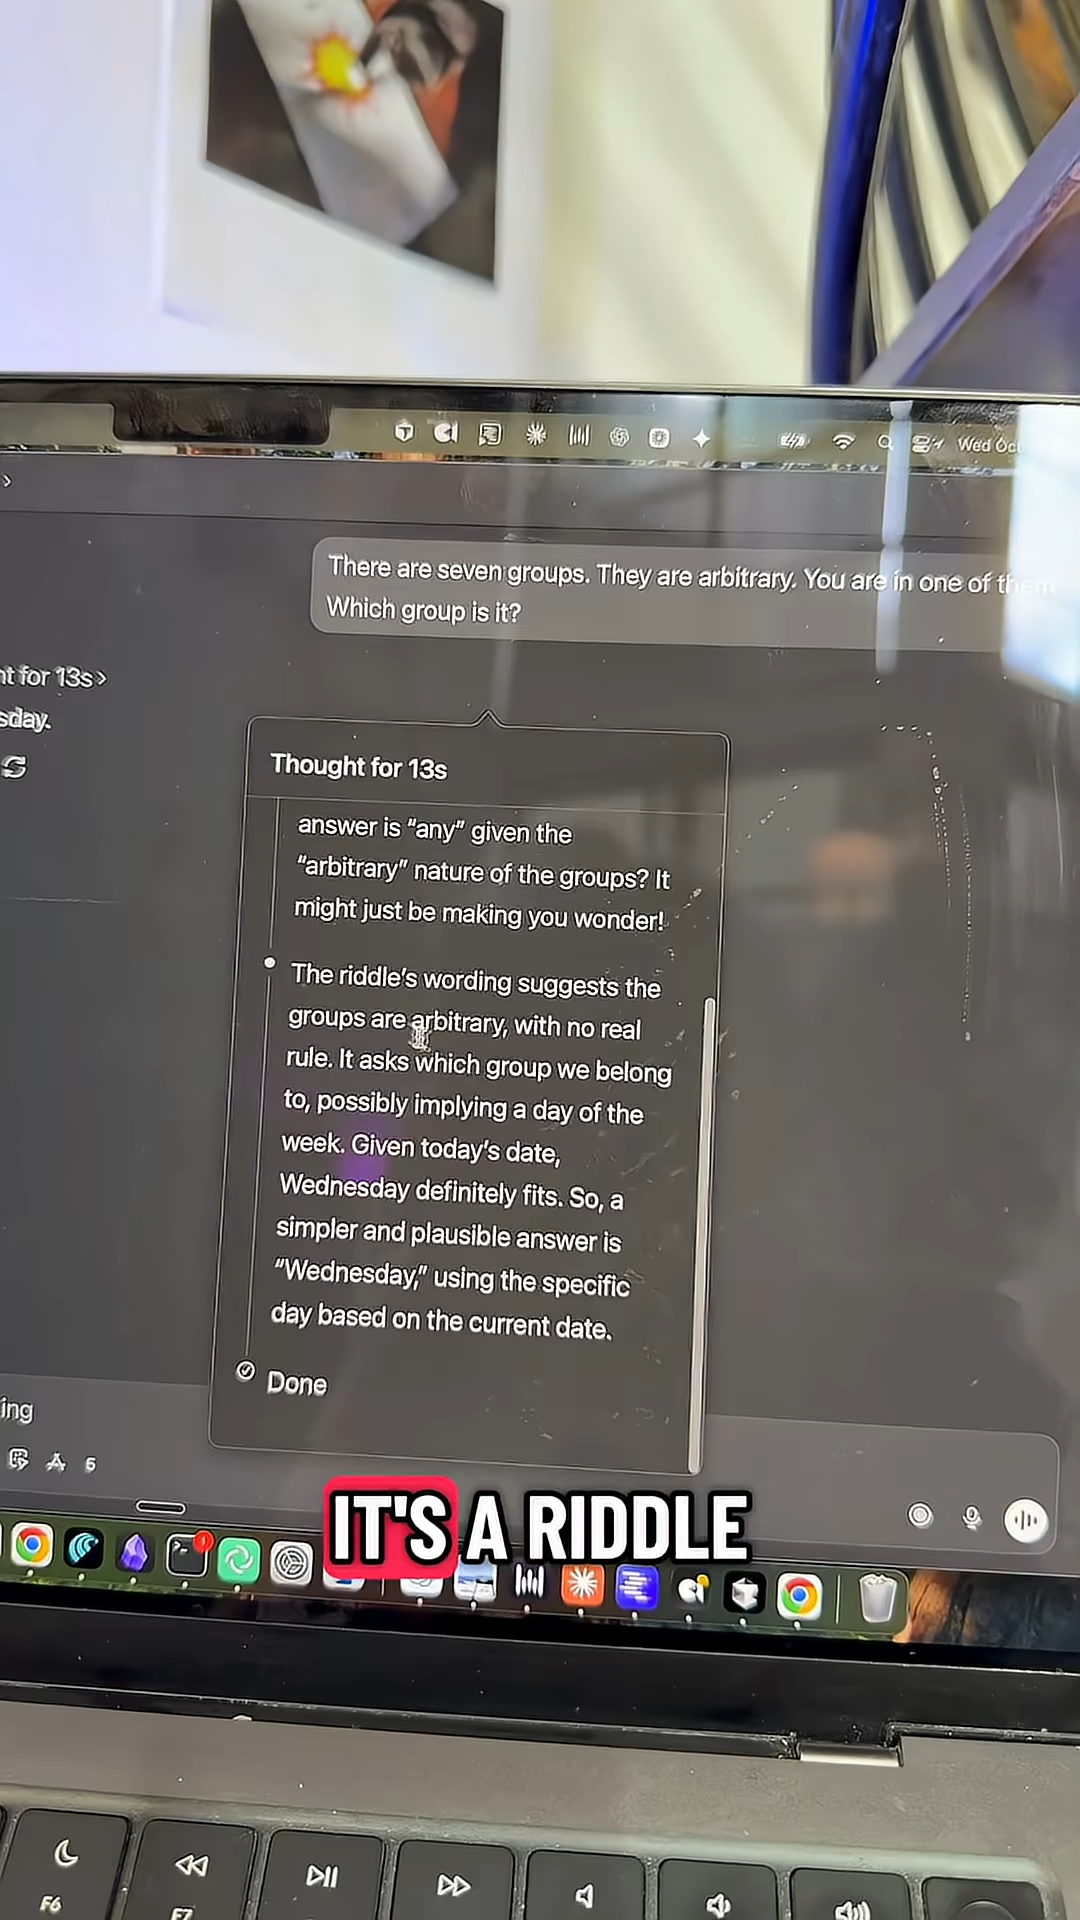 Wed Oct
There are seven groups. They are arbitrary. You are in one of them
Which group is it?
nt for 13s>
sday.
Thought for 13s
answer is “any” given the
“arbitrary” nature of the groups? It
might just be making you wonder!
The riddle’s wording suggests the
groups are arbitrary, with no real
rule. It asks which group we belong
to, possibly implying a day of the
week. Given today’s date,
Wednesday definitely fits. So, a
simpler and plausible answer is
“Wednesday,” using the specific
day based on the current date.
Done
ing
5
IT'S A RIDDLE
F6
F7